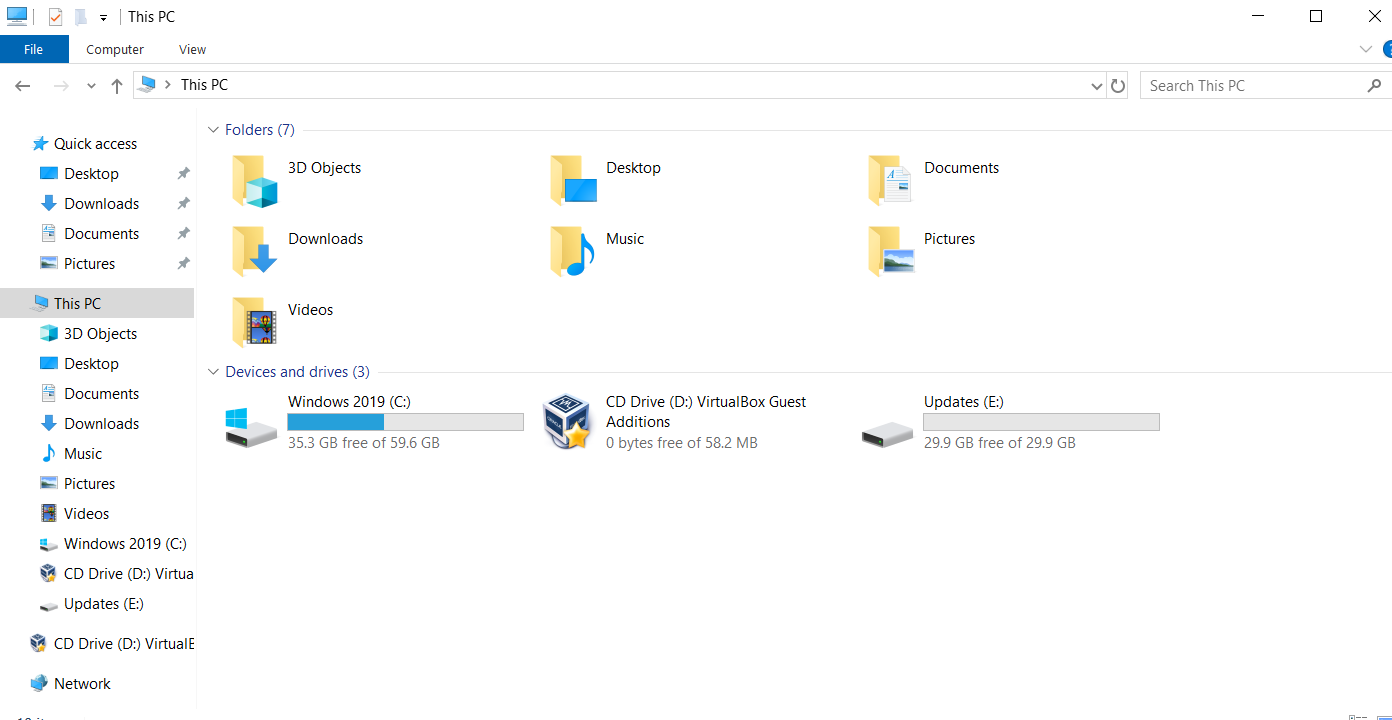 This PC
File Computer View
This PC
Search This PC
Quick access
Desktop
Downloads
Documents
Pictures
This PC
3D Objects
Desktop
Documents
Downloads
Music
Pictures
Videos
Windows 2019 (C:)
CD Drive (D:) Virtua
Updates (E:)
CD Drive (D:) VirtualB
Network
Folders (7)
3D Objects
Desktop
Documents
Downloads
Music
Pictures
Videos
Devices and drives (3)
Windows 2019 (C:)
35.3 GB free of 59.6 GB
CD Drive (D:) VirtualBox Guest
Additions
0 bytes free of 58.2 MB
Updates (E:)
29.9 GB free of 29.9 GB